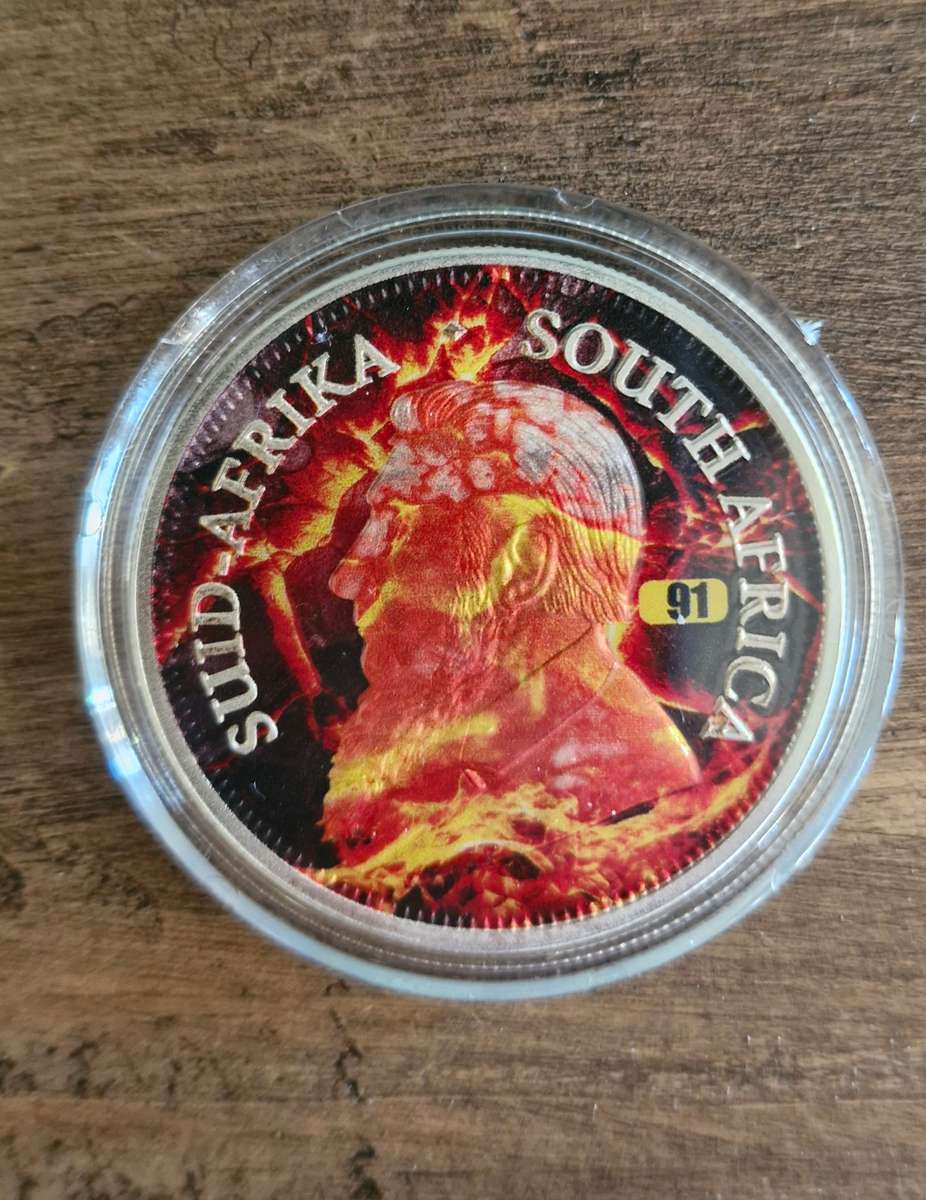 SUID-AFRIKA · SOUTH AFRICA
91